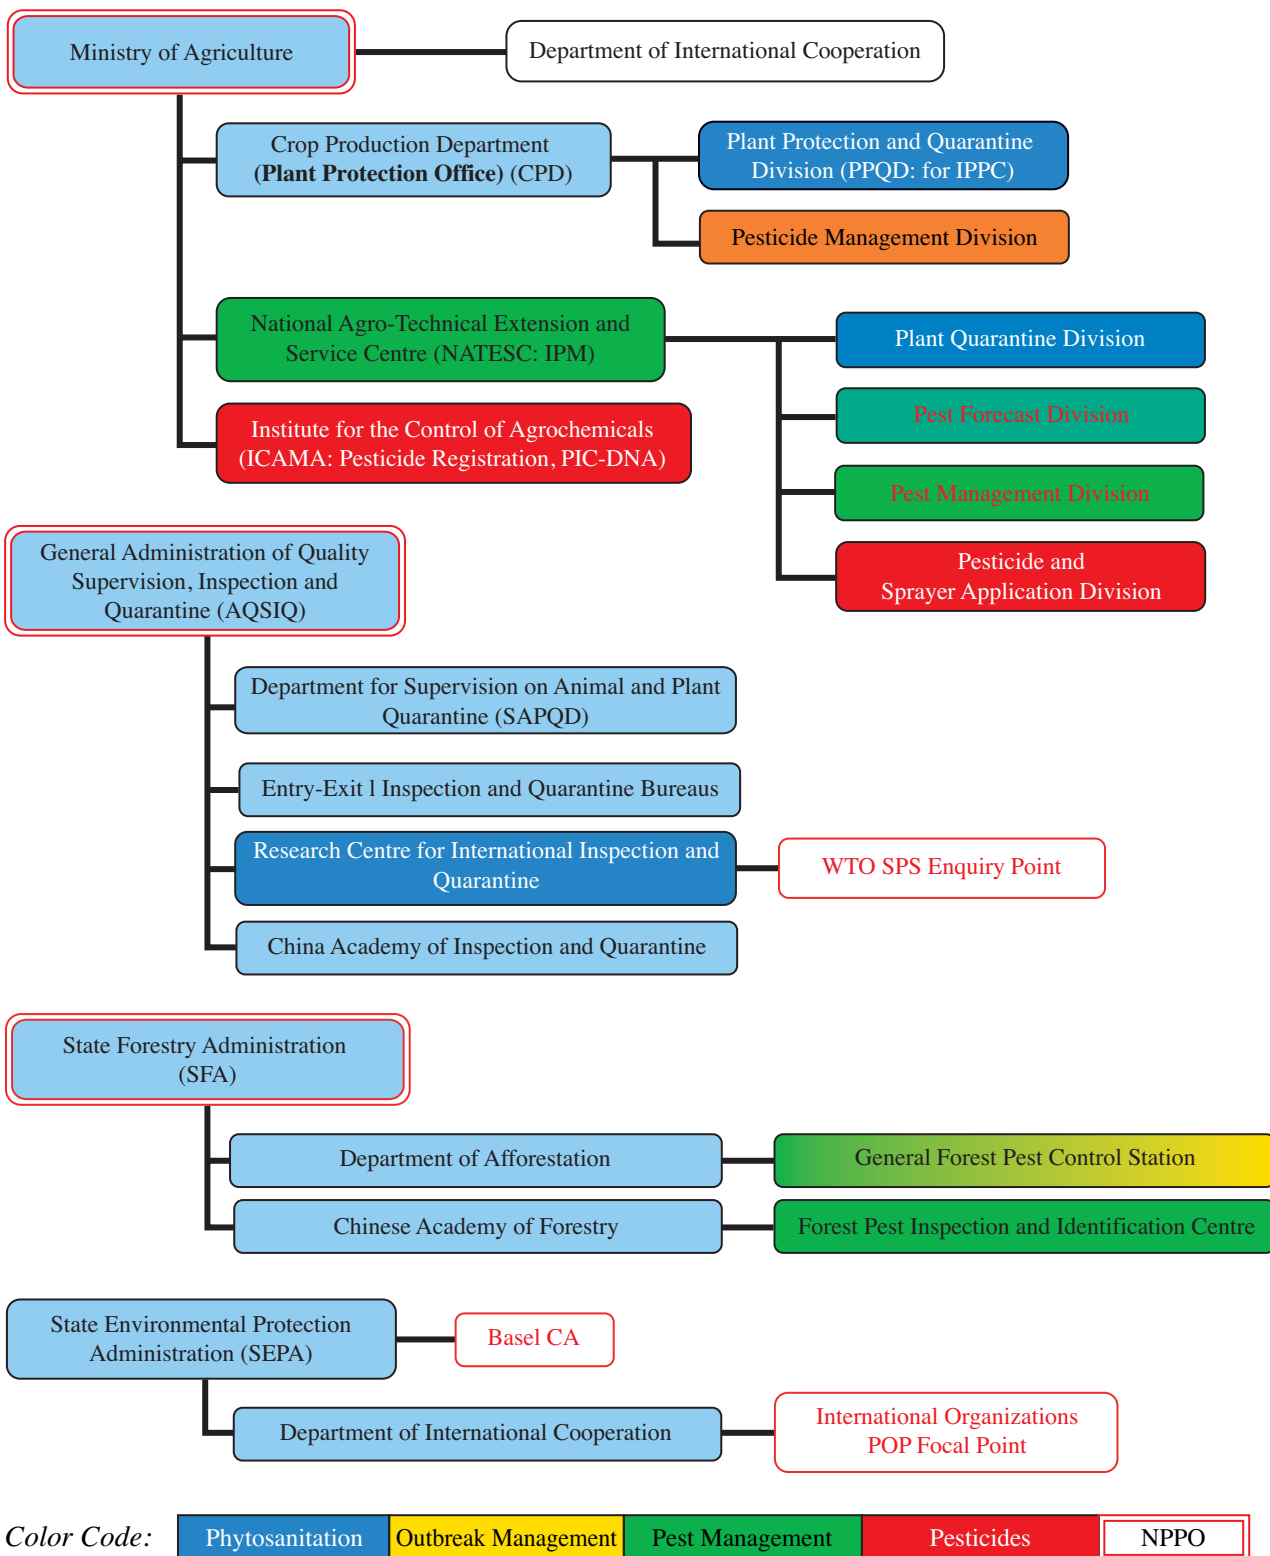 Ministry of Agriculture
Department of International Cooperation
Crop Production Department
(Plant Protection Office) (CPD)
Plant Protection and Quarantine
Division (PPQD: for IPPC)
Pesticide Management Division
National Agro-Technical Extension and
Service Centre (NATESC: IPM)
Plant Quarantine Division
Pest Forecast Division
Pest Management Division
Pesticide and
Sprayer Application Division
Institute for the Control of Agrochemicals
(ICAMA: Pesticide Registration, PIC-DNA)
General Administration of Quality
Supervision, Inspection and
Quarantine (AQSIQ)
Department for Supervision on Animal and Plant
Quarantine (SAPQD)
Entry-Exit l Inspection and Quarantine Bureaus
Research Centre for International Inspection and
Quarantine
WTO SPS Enquiry Point
China Academy of Inspection and Quarantine
State Forestry Administration
(SFA)
Department of Afforestation
General Forest Pest Control Station
Chinese Academy of Forestry
Forest Pest Inspection and Identification Centre
State Environmental Protection
Administration (SEPA)
Basel CA
Department of International Cooperation
International Organizations
POP Focal Point
Color Code: Phytosanitation Outbreak Management Pest Management Pesticides NPPO